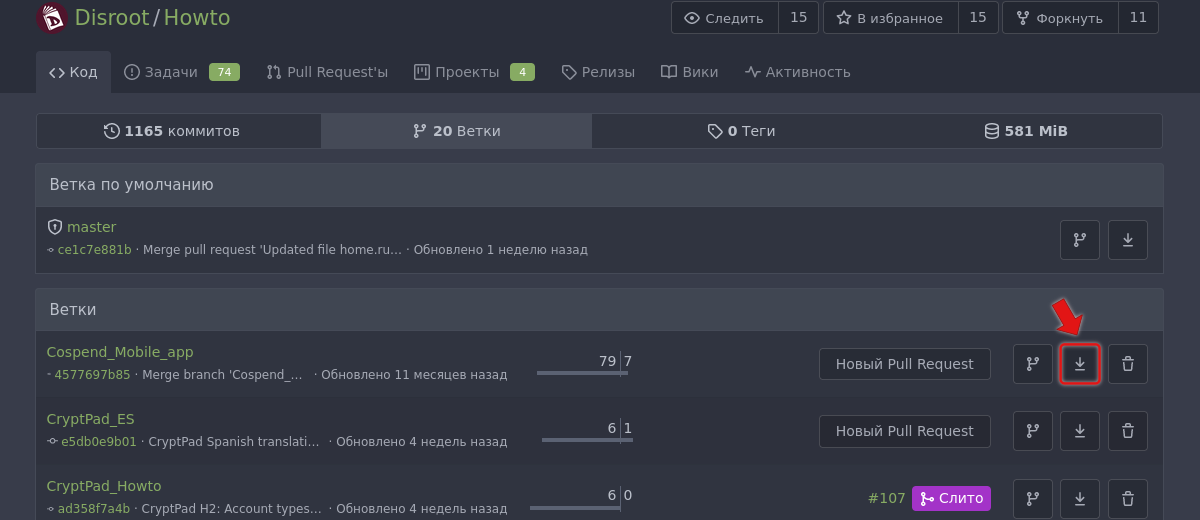 Disroot / Howto
Следить 15 В избранное 15 Форкнуть 11
Код Задачи 74 Pull Request'ы Проекты 4 Релизы Вики Активность
1165 коммитов 20 Ветки 0 Теги 581 MiB
Ветка по умолчанию
master
ce1c7e881b · Merge pull request 'Updated file home.ru… · Обновлено 1 неделю назад
Ветки
Cospend_Mobile_app 79 7 Новый Pull Request
4577697b85 · Merge branch 'Cospend_… · Обновлено 11 месяцев назад
CryptPad_ES 6 1 Новый Pull Request
e5db0e9b01 · CryptPad Spanish translati… · Обновлено 4 недель назад
CryptPad_Howto 6 0 #107 Слито
ad358f7a4b · CryptPad H2: Account types… · Обновлено 4 недель назад